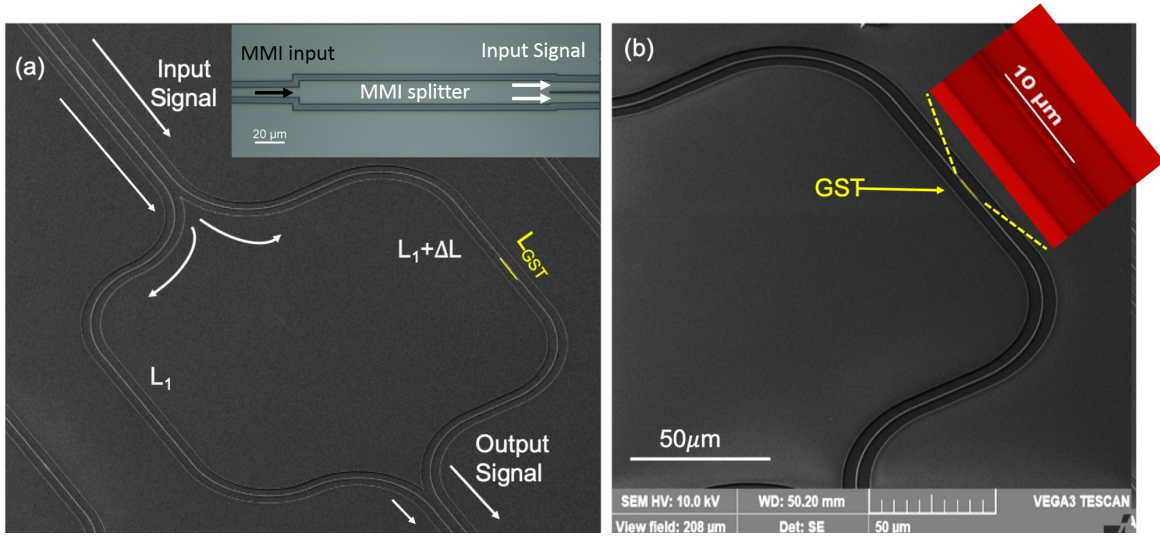 (a)
Input
Signal
MMI input
Input Signal
MMI splitter
20 µm
L₁+ΔL
L_GST
L₁
Output
Signal
(b)
10 µm
GST
50µm
SEM HV: 10.0 kV
WD: 50.20 mm
VEGA3 TESCAN
View field: 208 µm
Det: SE
50 µm